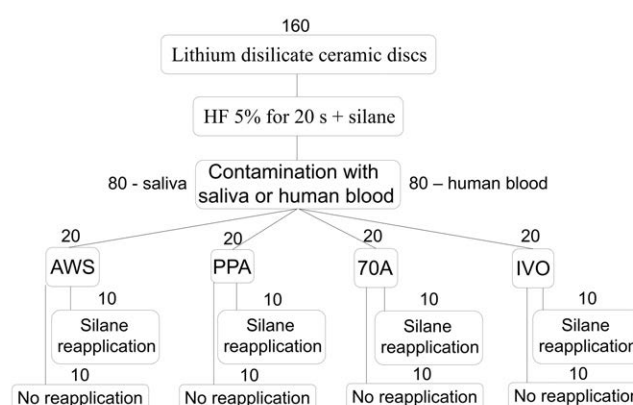 160
Lithium disilicate ceramic discs
HF 5% for 20 s + silane
80 - saliva
Contamination with
saliva or human blood
80 – human blood
20
AWS
20
PPA
20
70A
20
IVO
10
Silane
reapplication
10
Silane
reapplication
10
Silane
reapplication
10
Silane
reapplication
10
No reapplication
10
No reapplication
10
No reapplication
10
No reapplication